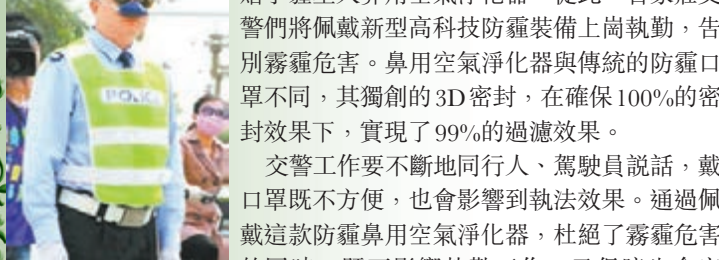 警們將佩戴新型高科技防霾裝備上崗執勤，告
別霧霾危害。鼻用空氣淨化器與傳統的防霾口
罩不同，其獨創的3D密封，在確保100%的密
封效果下，實現了99%的過濾效果。
交警工作要不斷地同行人、駕駛員説話，戴
口罩既不方便，也會影響到執法效果。通過佩
戴這款防霾鼻用空氣淨化器，杜絕了霧霾危害
POLICE